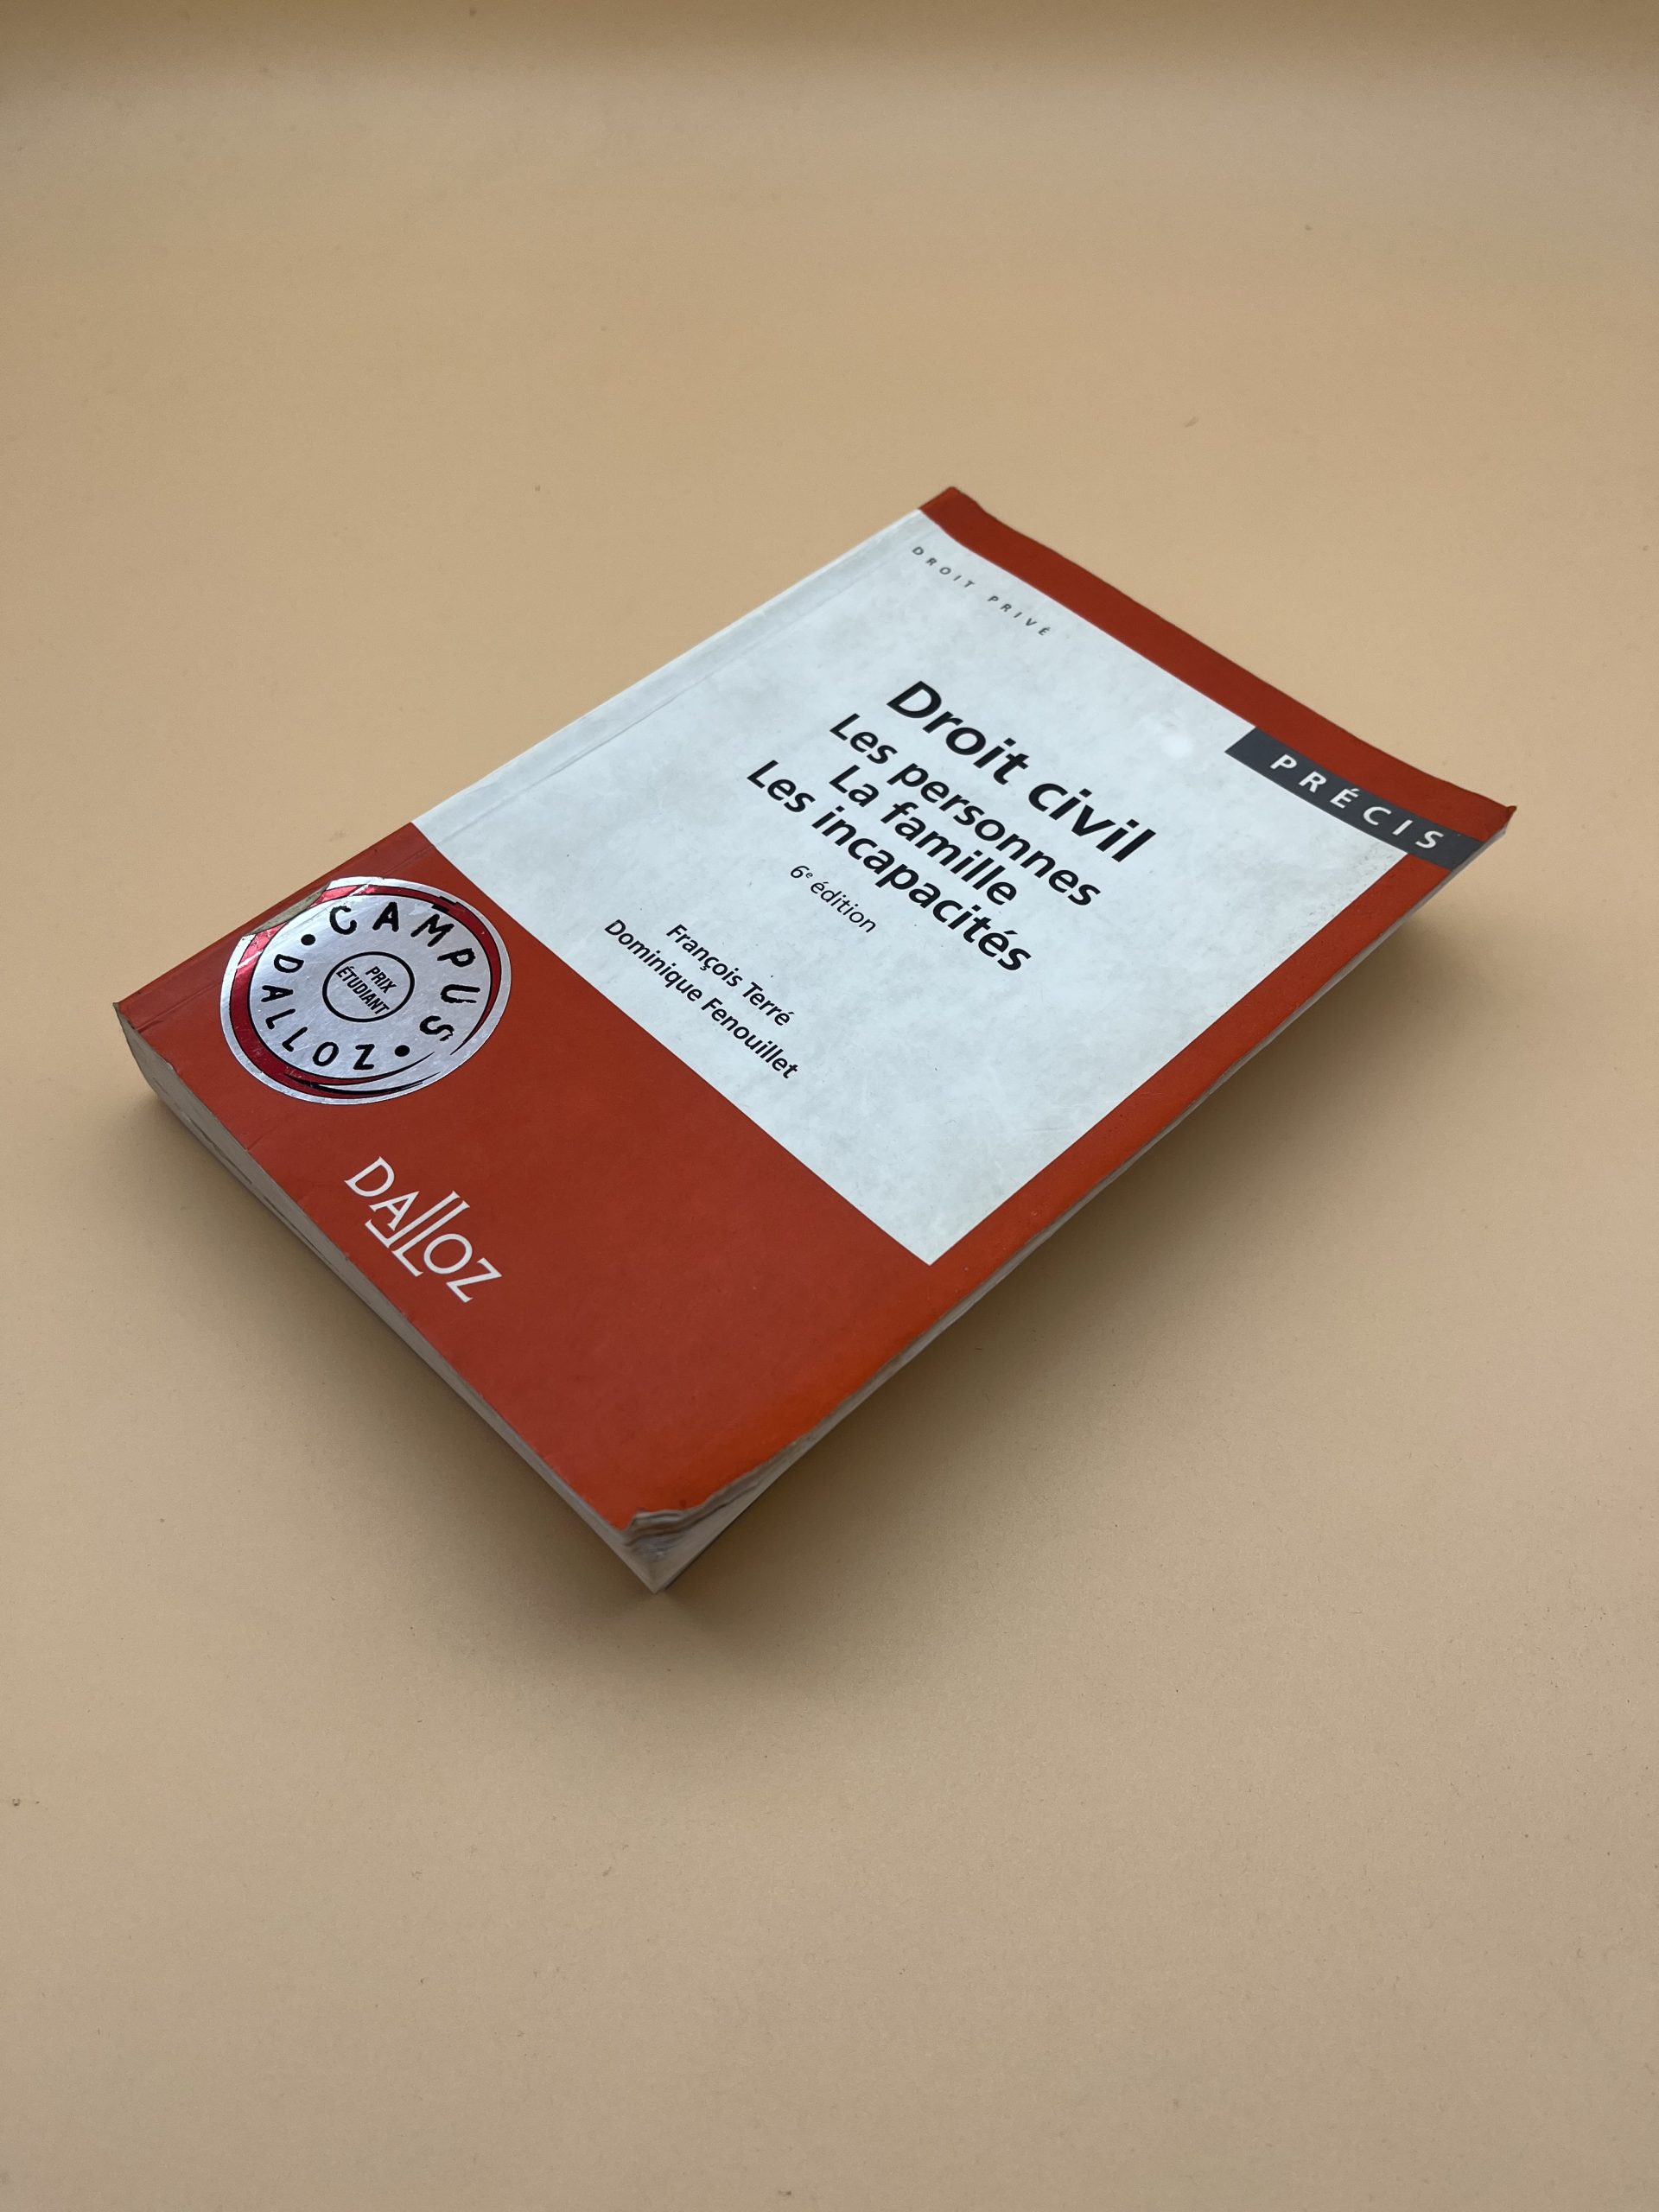 DROIT PRIVÉ
PRÉCIS
Droit civil
Les personnes
La famille
Les incapacités
6e édition
François Terré
Dominique Fenouillet
CAMPUS • DALLOZ •
PRIX
ÉTUDIANT
DALLOZ